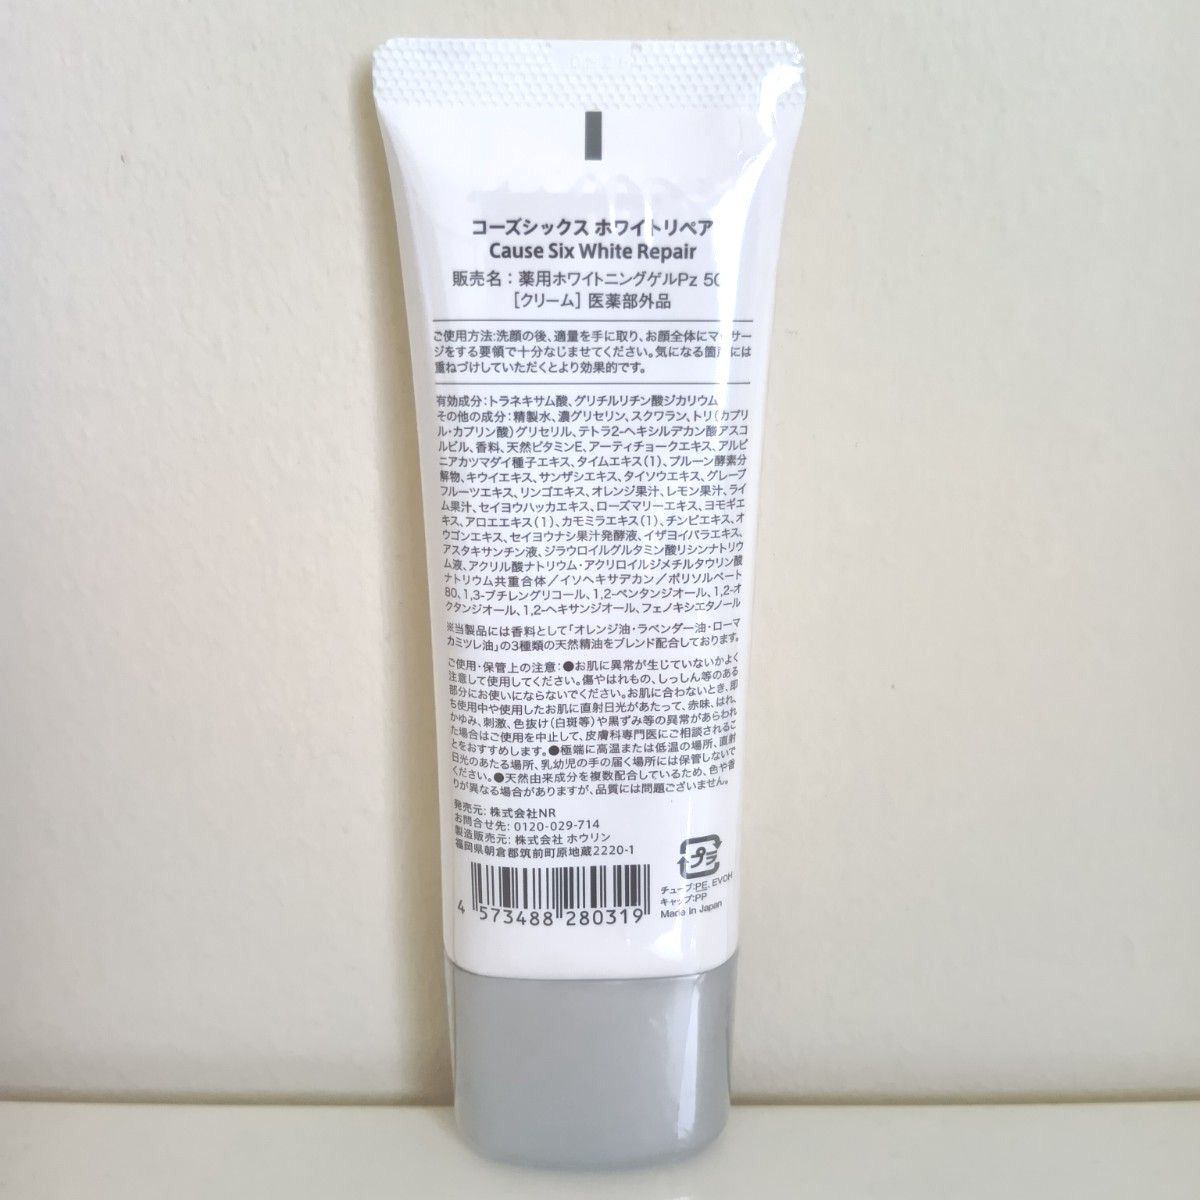 コーズシックス ホワイトリペア
Cause Six White Repair
販売名：薬用ホワイトニングゲルPz 50
［クリーム］医薬部外品
ご使用方法:洗顔の後、適量を手に取り、お顔全体にマッサー
ジをする要領で十分なじませてください。気になる箇所には
重ねづけしていただくとより効果的です。
有効成分：トラネキサム酸、グリチルリチン酸ジカリウム
その他の成分：精製水、濃グリセリン、スクワラン、トリ（カプリ
ル・カプリン酸）グリセリル、テトラ2-ヘキシルデカン酸アスコ
ルビル、香料、天然ビタミンE、アーティチョークエキス、アルピ
ニアカツマダイ種子エキス、タイムエキス（1）、プルーン酵素分
解物、キウイエキス、サンザシエキス、タイソウエキス、グレープ
フルーツエキス、リンゴエキス、オレンジ果汁、レモン果汁、ライ
ム果汁、セイヨウハッカエキス、ローズマリーエキス、ヨモギエ
キス、アロエエキス（1）、カモミラエキス（1）、チンピエキス、オ
ウゴンエキス、セイヨウナシ果汁発酵液、イザヨイバラエキス、
アスタキサンチン液、ジラウロイルグルタミン酸リシンナトリウ
ム液、アクリル酸ナトリウム・アクリロイルジメチルタウリン酸
ナトリウム共重合体／イソヘキサデカン／ポリソルベート
80、1,3-ブチレングリコール、1,2-ペンタンジオール、1,2-オ
クタンジオール、1,2-ヘキサンジオール、フェノキシエタノール
※当製品には香料として「オレンジ油・ラベンダー油・ローマ
カミツレ油」の3種類の天然精油をブレンド配合しております。
ご使用・保管上の注意：●お肌に異常が生じていないかよく
注意して使用してください。傷やはれもの、しっしん等のある
部分にお使いにならないでください。お肌に合わないとき、即
ち使用中や使用したお肌に直射日光があたって、赤味、はれ、
かゆみ、刺激、色抜け（白斑等）や黒ずみ等の異常があらわれ
た場合はご使用を中止して、皮膚科専門医にご相談されるこ
とをおすすめします。●極端に高温または低温の場所、直射
日光のあたる場所、乳幼児の手の届く場所には保管しないで
ください。●天然由来成分を複数配合しているため、色や香
りが異なる場合がありますが、品質には問題ございません。
発売元：株式会社NR
お問合せ先：0120-029-714
製造販売元：株式会社 ホウリン
福岡県朝倉郡筑前町原地蔵2220-1
プラ
チューブ:PE、EVOH
キャップ:PP
Made in Japan
4 573488 280319